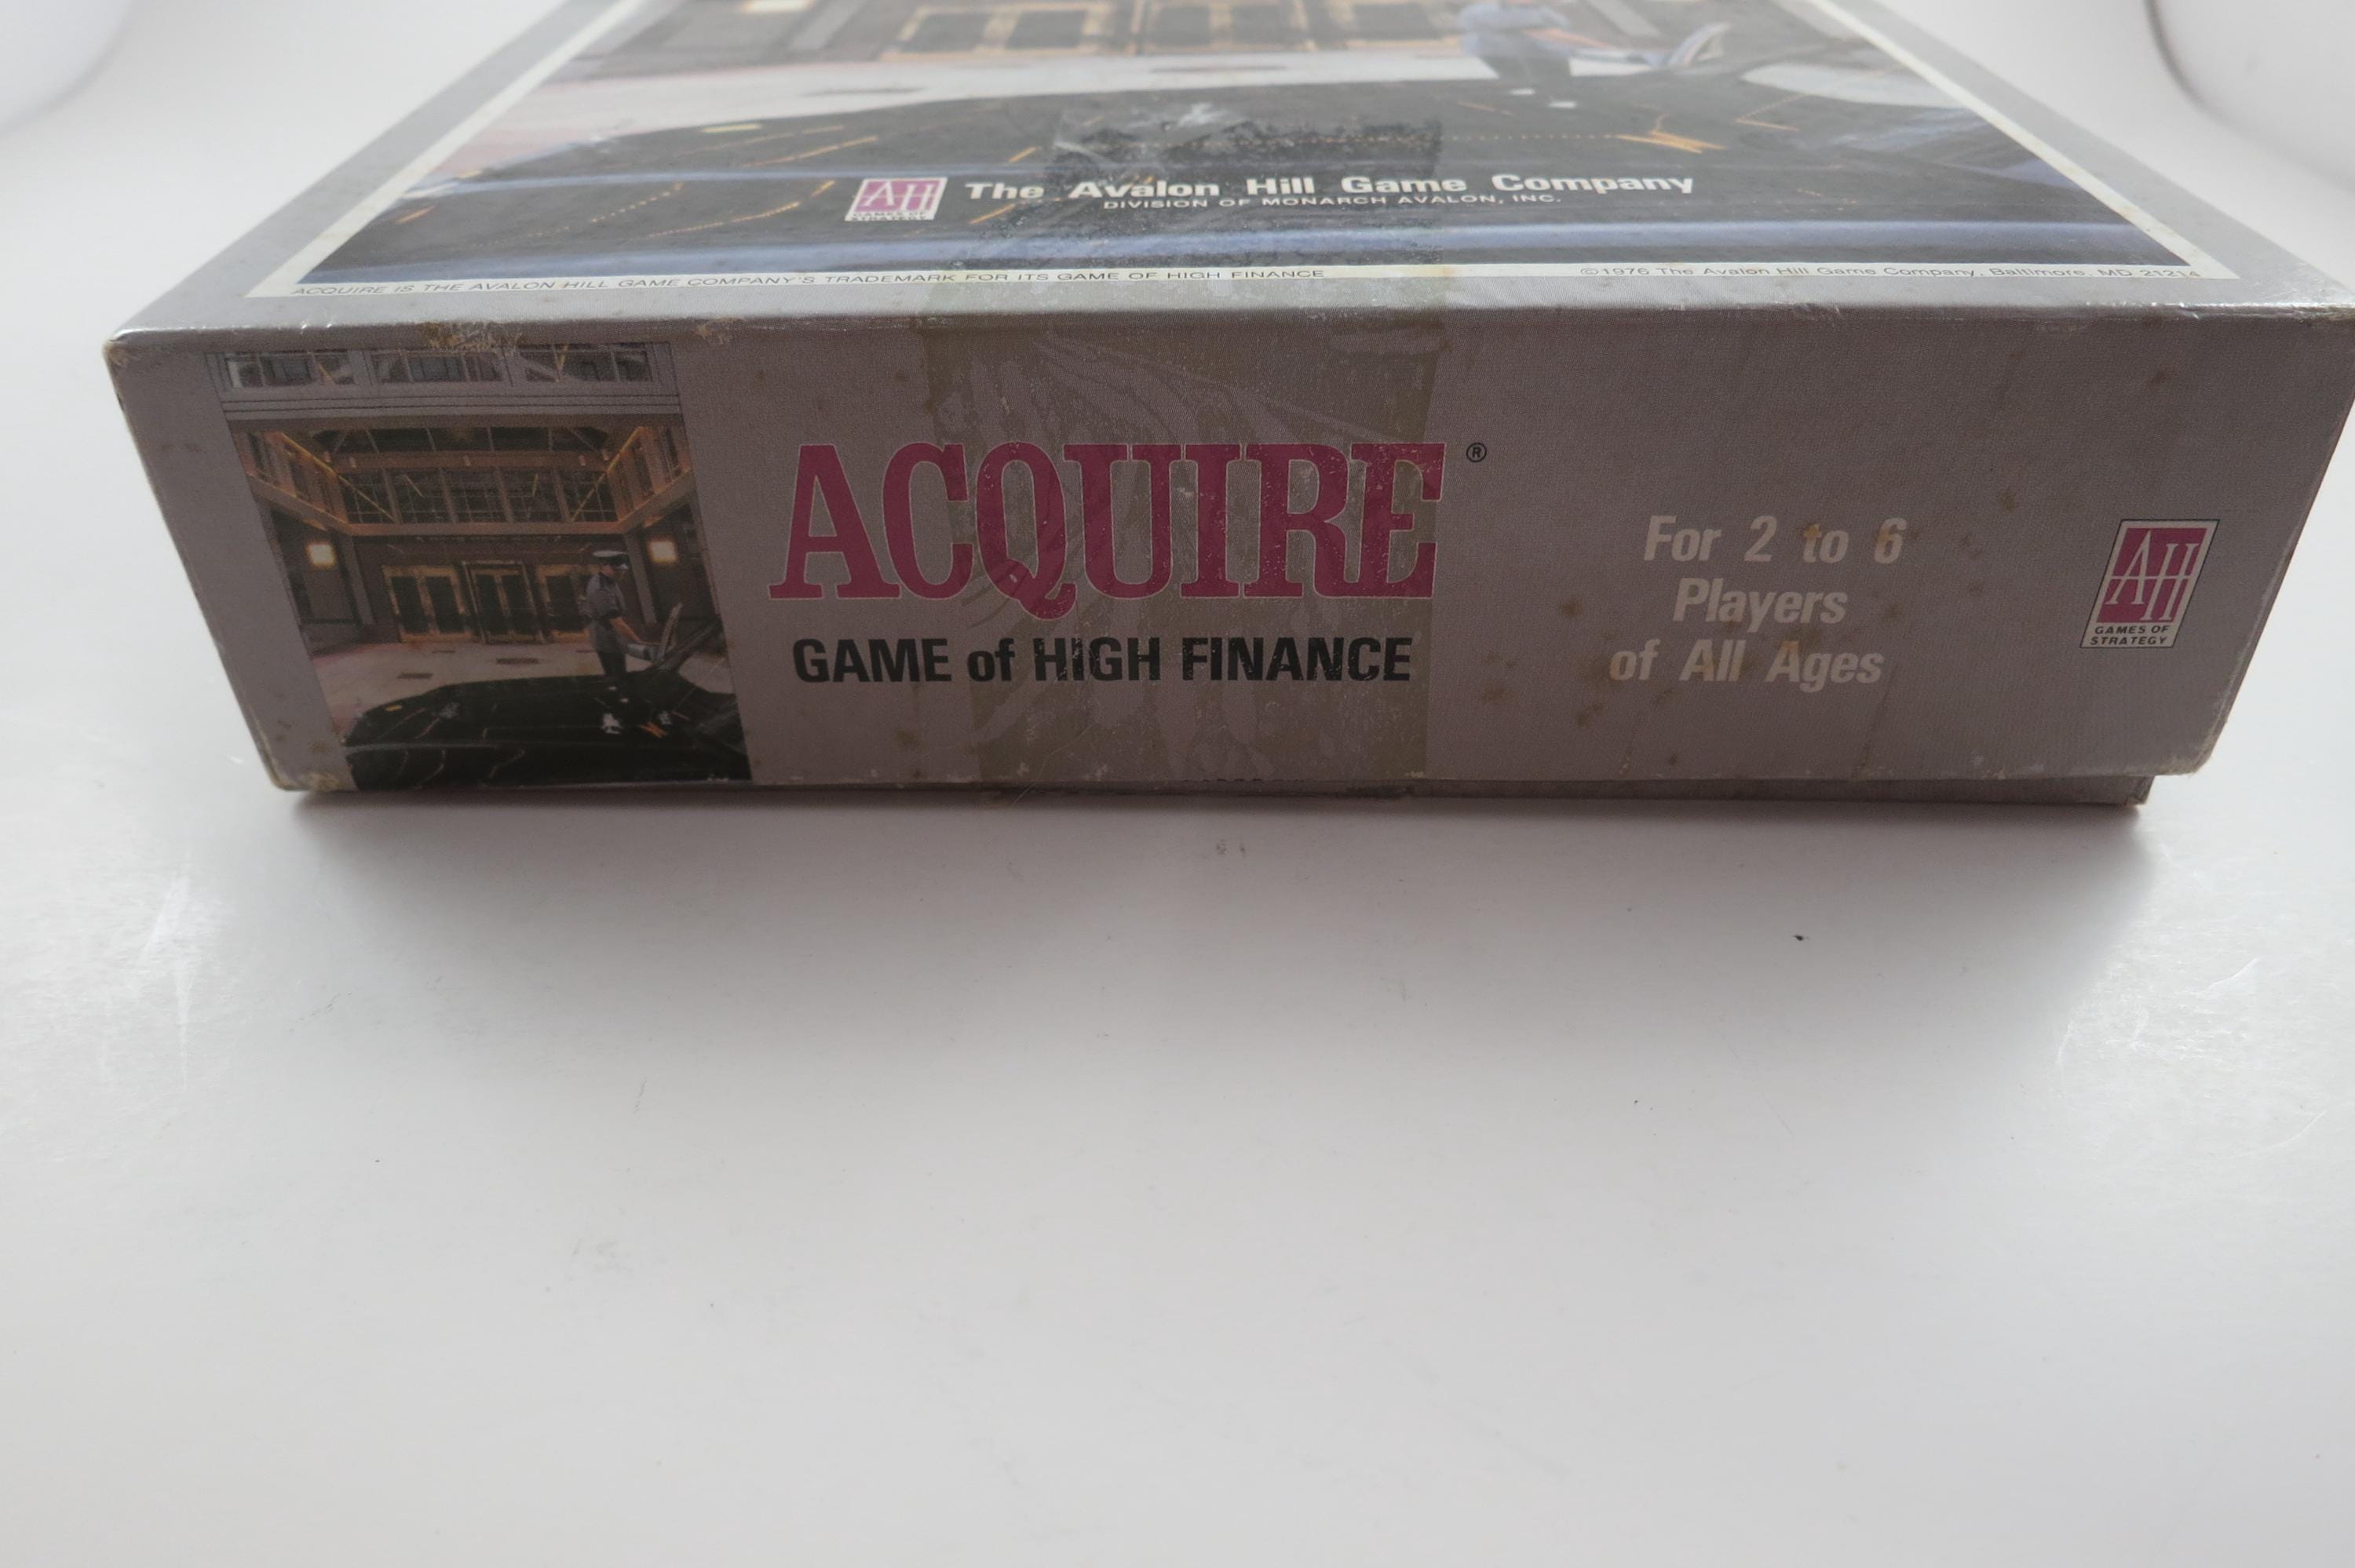 AH
GAMES OF
STRATEGY
The Avalon Hill Game Company
DIVISION OF MONARCH AVALON, INC.
ACQUIRE IS THE AVALON HILL GAME COMPANY'S TRADEMARK FOR ITS GAME OF HIGH FINANCE
©1976 The Avalon Hill Game Company, Baltimore, MD 21214
ACQUIRE®
GAME of HIGH FINANCE
For 2 to 6
Players
of All Ages
AH
GAMES OF
STRATEGY